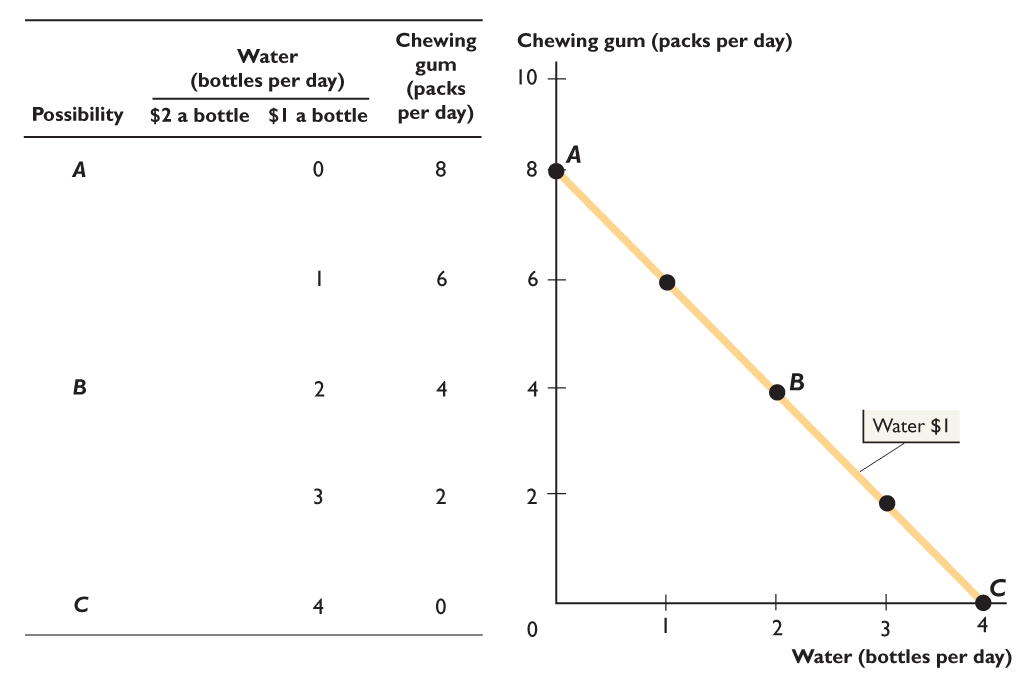 Possibility
Water
(bottles per day)
$2 a bottle $1 a bottle
Chewing
gum
(packs
per day)
A 0 8
1 6
B 2 4
3 2
C 4 0
Chewing gum (packs per day)
10
8
6
4
2
0
1 2 3 4
A
B
C
Water $1
Water (bottles per day)